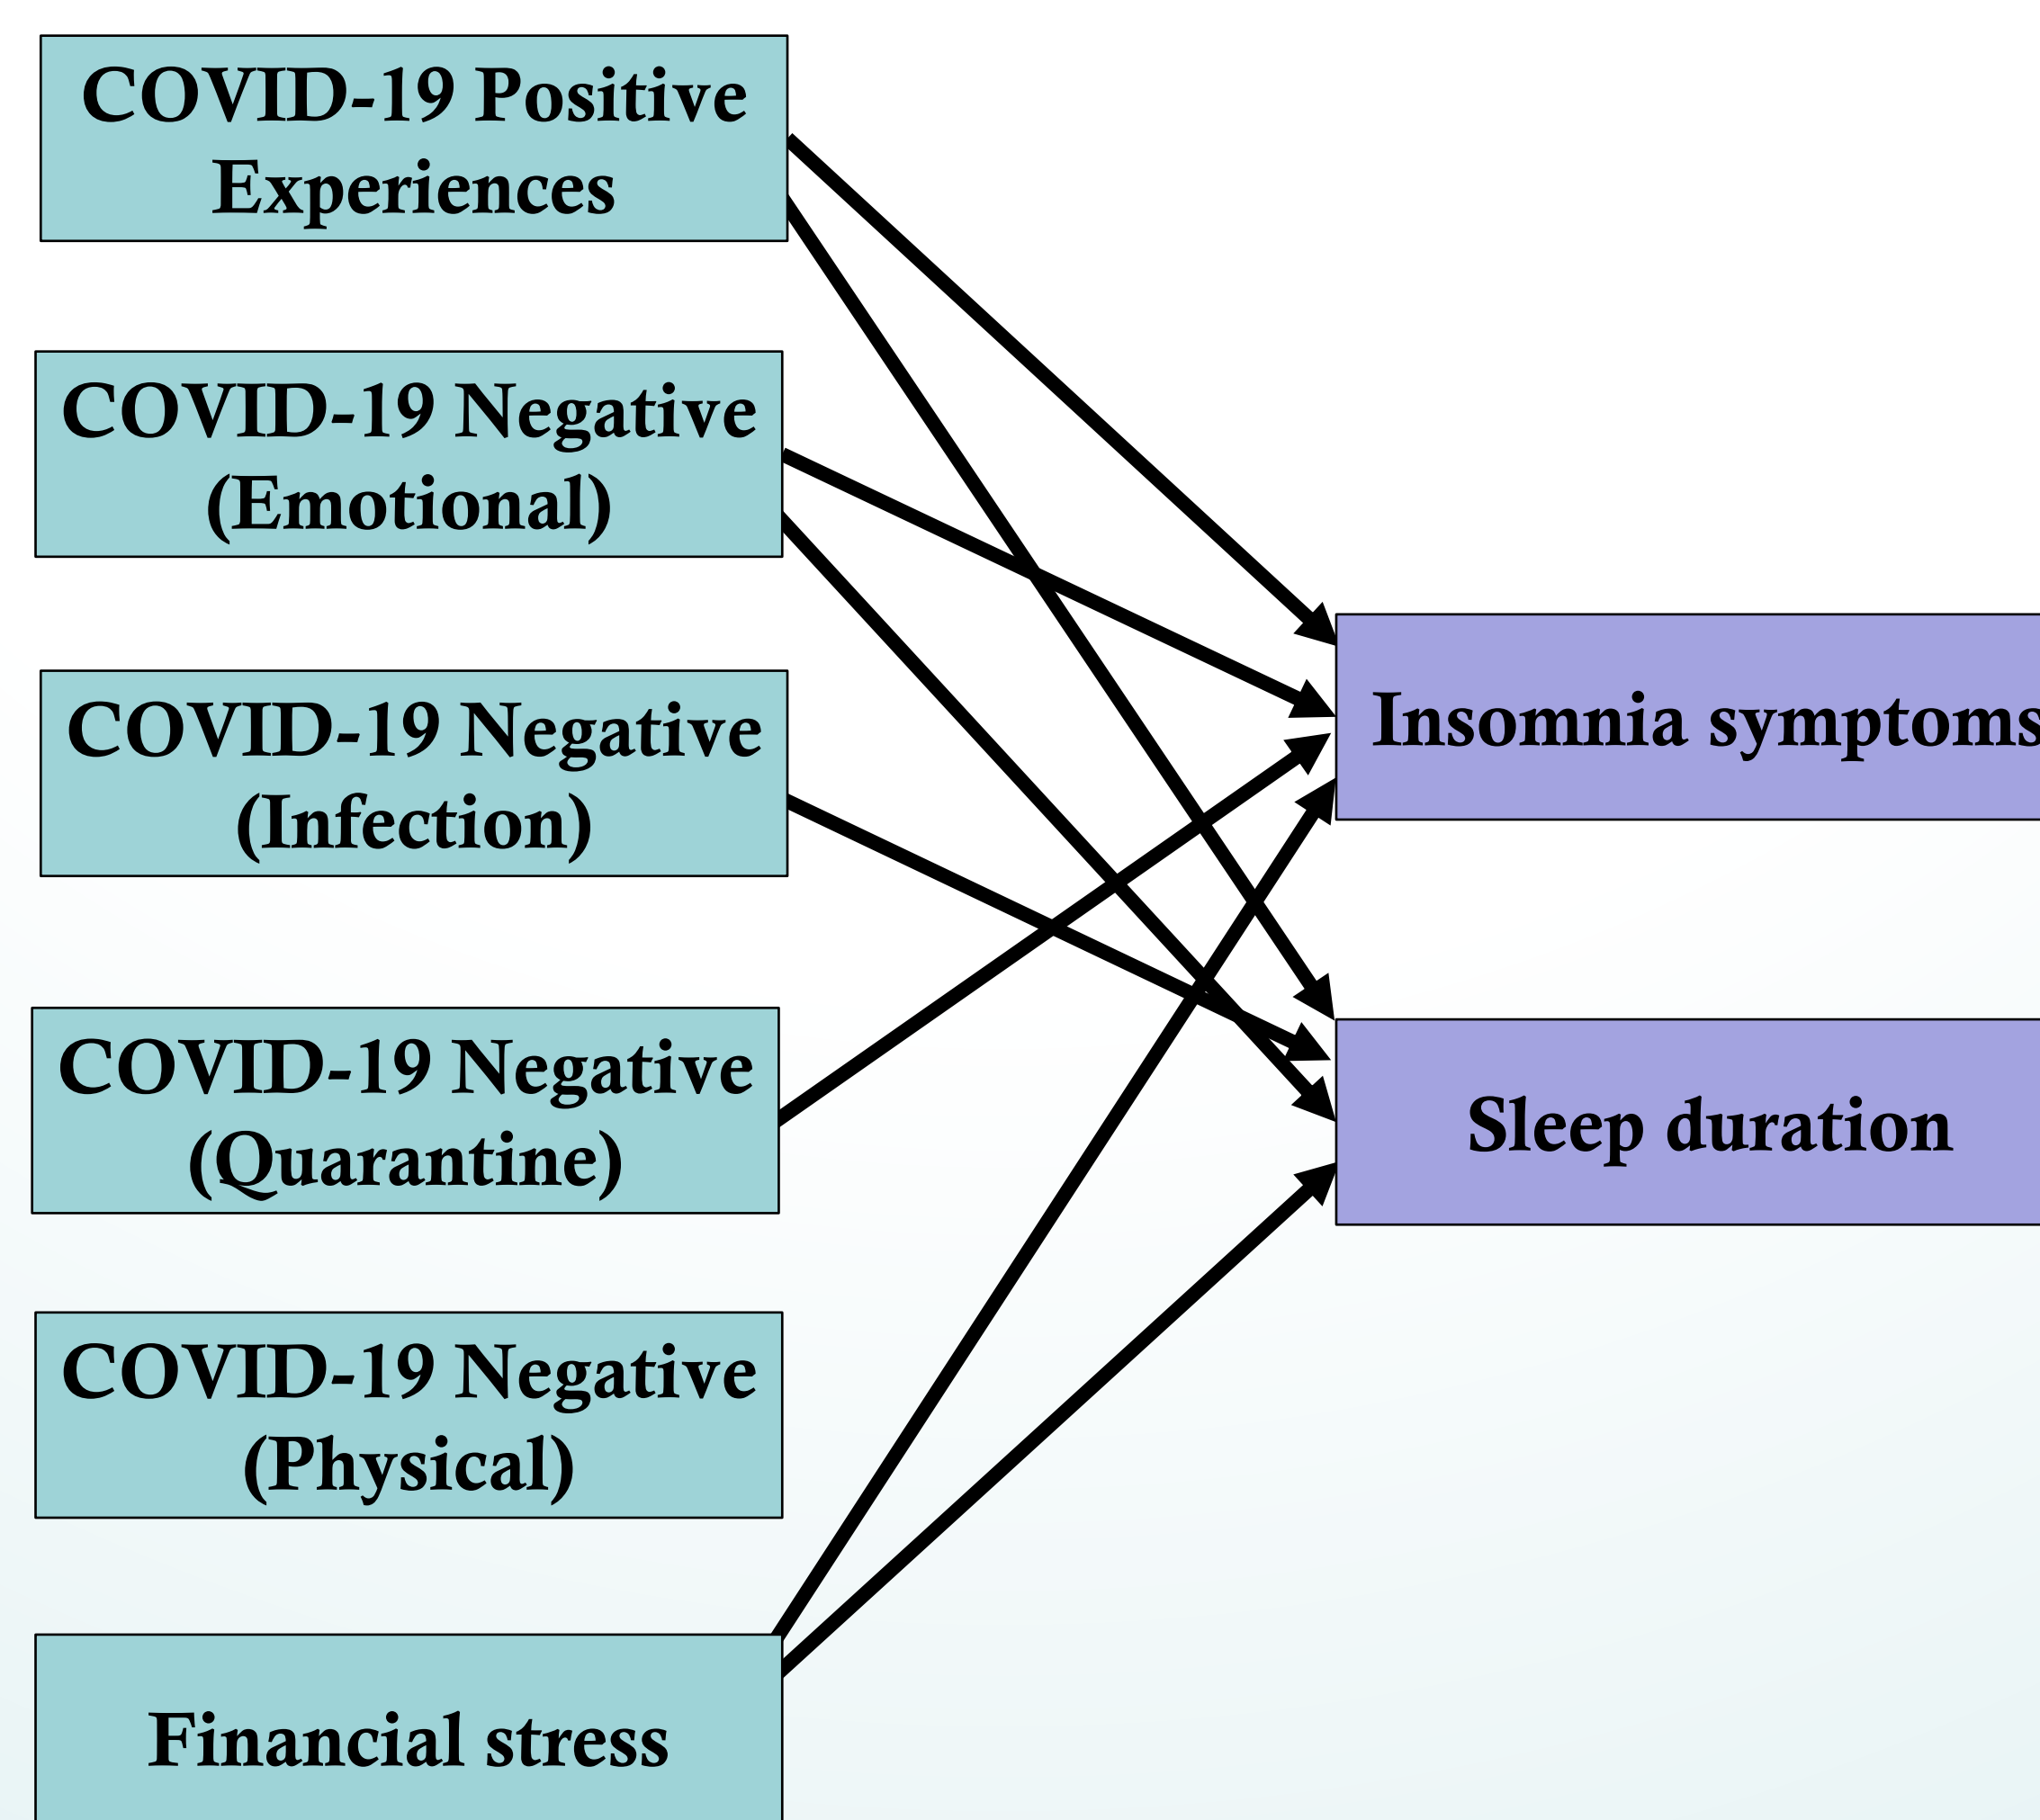 COVID-19 Positive
Experiences
COVID-19 Negative
(Emotional)
COVID-19 Negative
(Infection)
COVID-19 Negative
(Quarantine)
COVID-19 Negative
(Physical)
Financial stress
Insomnia symptoms
Sleep duration